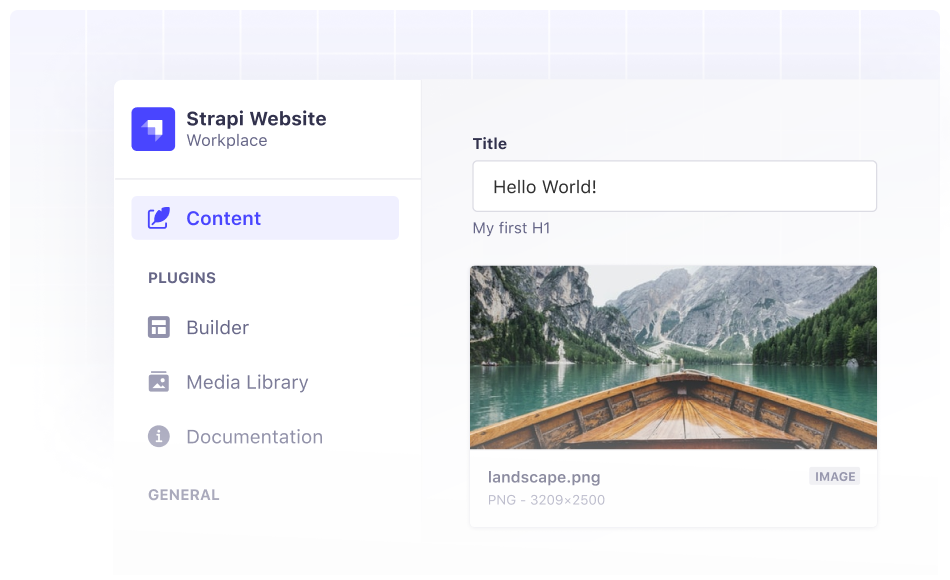 Strapi Website
Workplace
Content
PLUGINS
Builder
Media Library
Documentation
GENERAL
Title
Hello World!
My first H1
landscape.png
IMAGE
PNG - 3209×2500